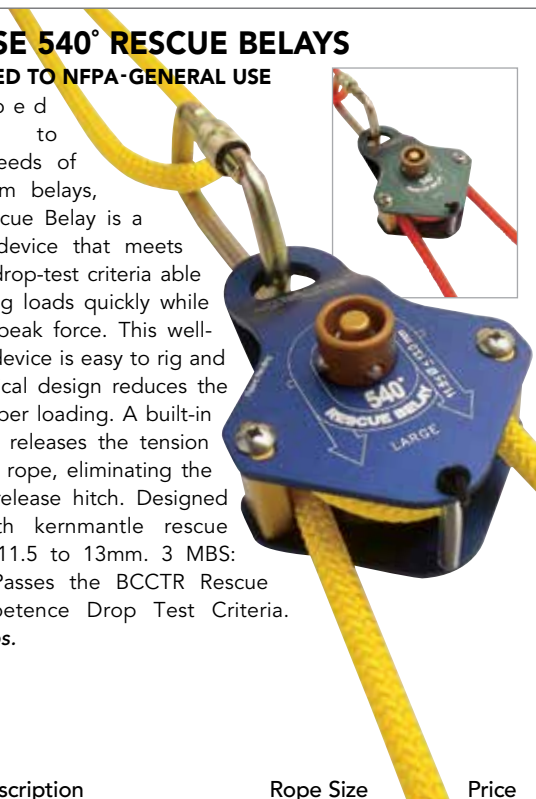 SE 540° RESCUE BELAYS
ED TO NFPA-GENERAL USE
o p e d
to
eeds of
m belays,
cue Belay is a
device that meets
drop-test criteria able
g loads quickly while
peak force. This well-
device is easy to rig and
ical design reduces the
per loading. A built-in
releases the tension
rope, eliminating the
release hitch. Designed
th kernmantle rescue
11.5 to 13mm. 3 MBS:
Passes the BCCTR Rescue
petence Drop Test Criteria.
s.
540°
RESCUE BELAY
LARGE
scription Rope Size Price